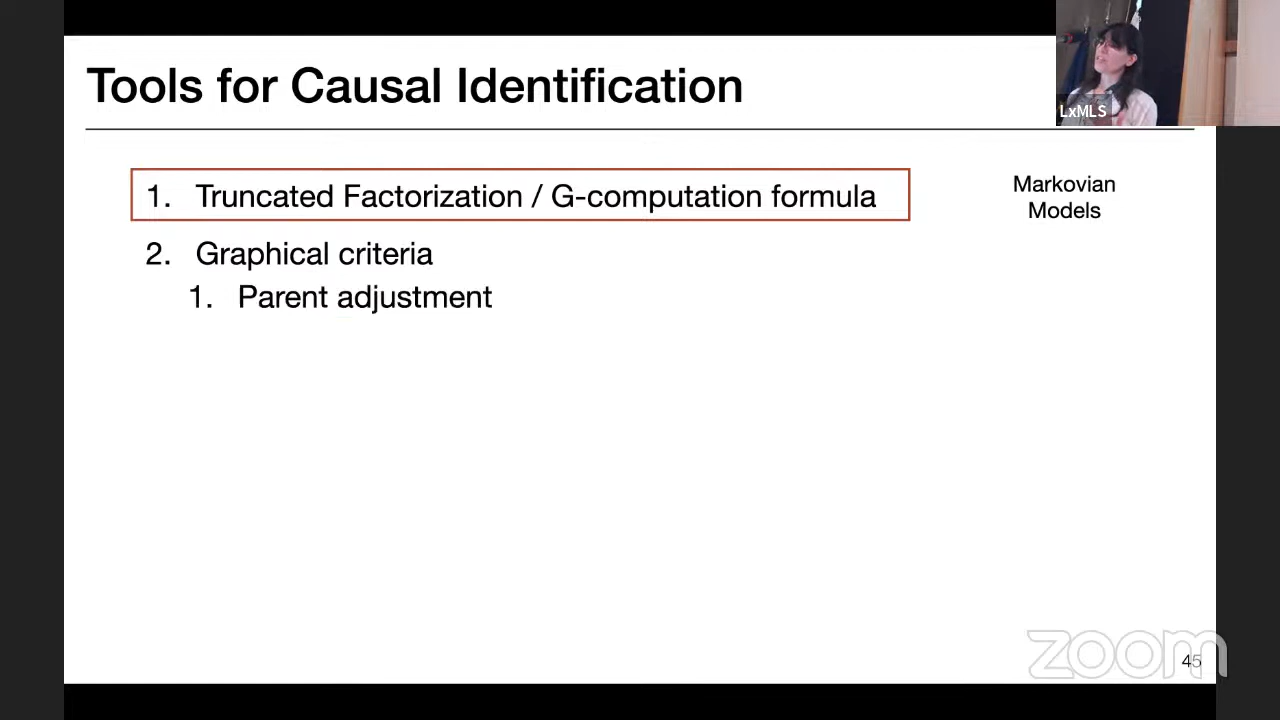 Tools for Causal Identification
LxMLS
1. Truncated Factorization / G-computation formula
Markovian
Models
2. Graphical criteria
1. Parent adjustment
zoom
45